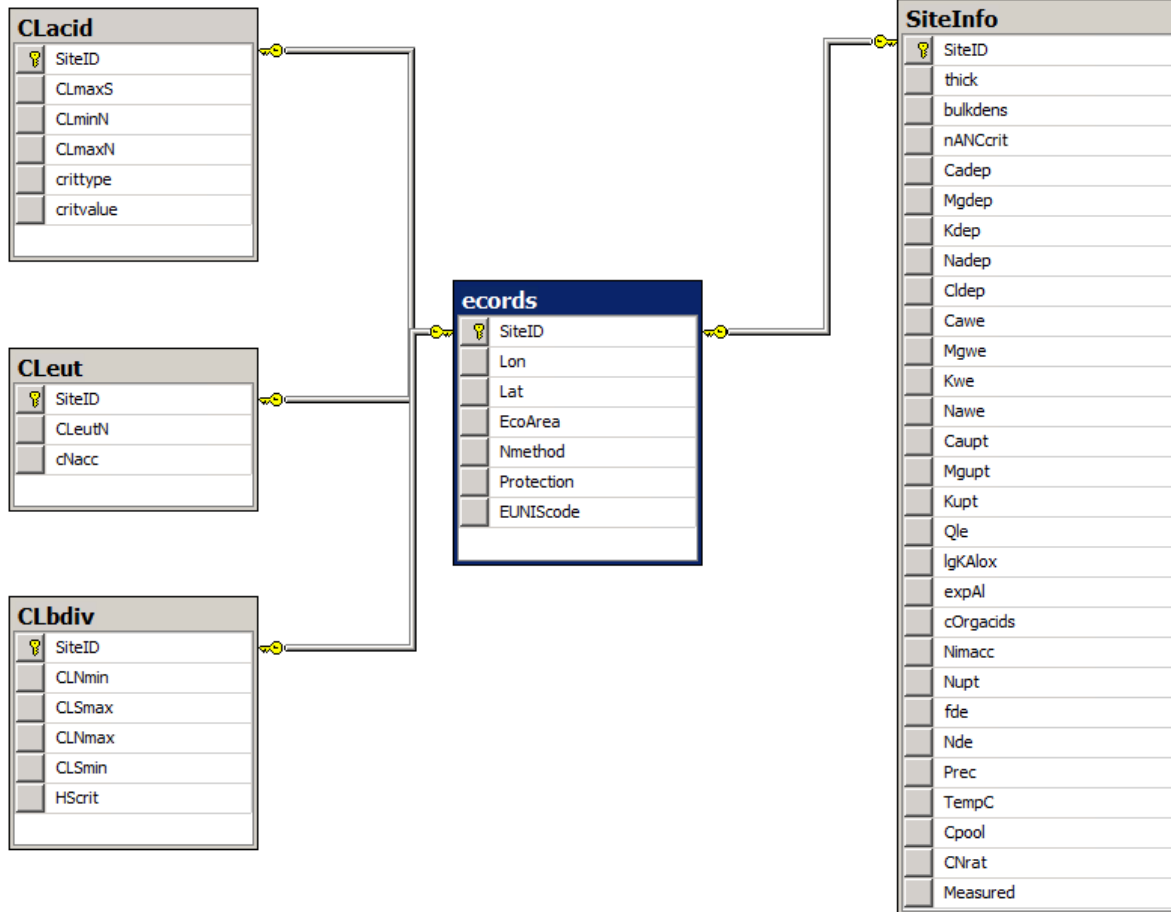 CLacid
SiteID
CLmaxS
CLminN
CLmaxN
crittype
critvalue
CLeut
SiteID
CLeutN
cNacc
CLbdiv
SiteID
CLNmin
CLSmax
CLNmax
CLSmin
HScrit
ecords
SiteID
Lon
Lat
EcoArea
Nmethod
Protection
EUNIScode
SiteInfo
SiteID
thick
bulkdens
nANCcrit
Cadep
Mgdep
Kdep
Nadep
Cldep
Cawe
Mgwe
Kwe
Nawe
Caupt
Mgupt
Kupt
Qle
lgKAlox
expAl
cOrgacids
Nimacc
Nupt
fde
Nde
Prec
TempC
Cpool
CNrat
Measured